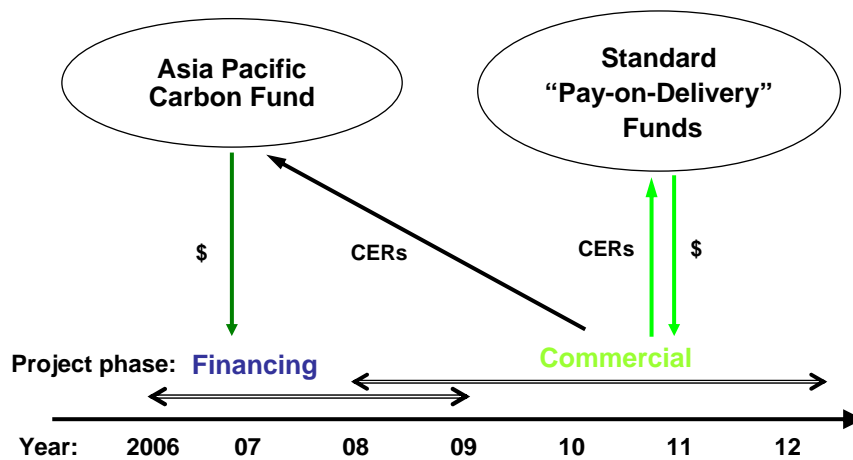 Asia Pacific
Carbon Fund
Standard
“Pay-on-Delivery”
Funds
$
CERs
CERs
$
Project phase: Financing
Commercial
Year: 2006 07 08 09 10 11 12